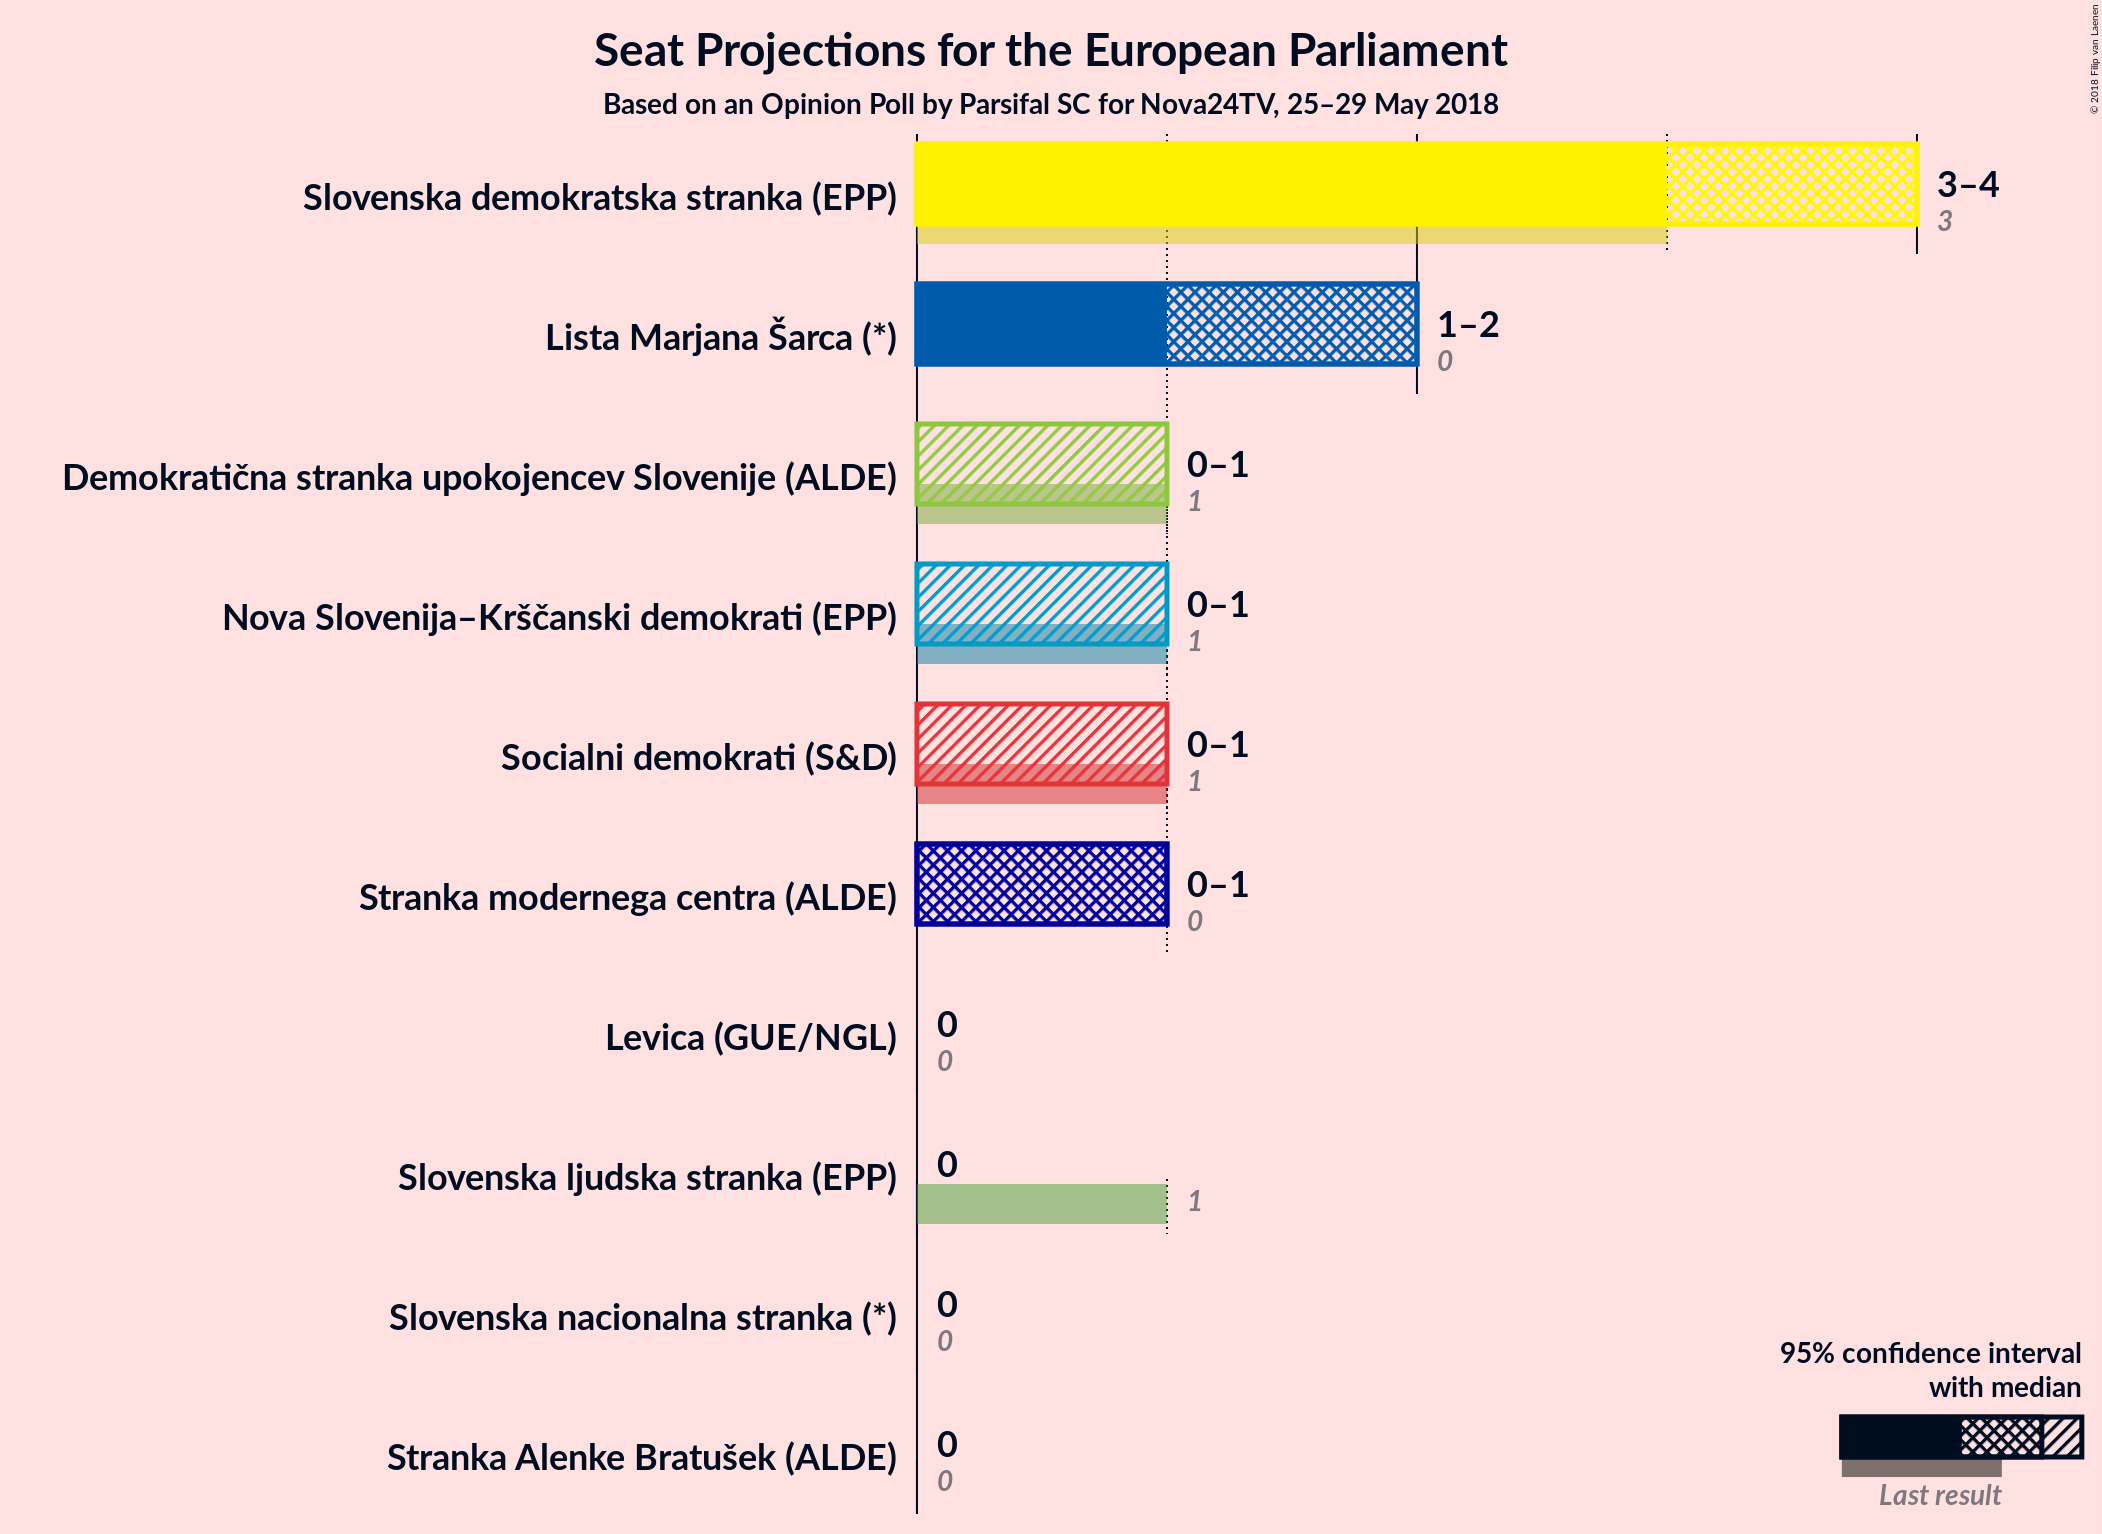 Seat Projections for the European Parliament
Based on an Opinion Poll by Parsifal SC for Nova24TV, 25–29 May 2018
© 2018 Filip van Laenen
Slovenska demokratska stranka (EPP)
3–4
3
Lista Marjana Šarca (*)
1–2
0
Demokratična stranka upokojencev Slovenije (ALDE)
0–1
1
Nova Slovenija–Krščanski demokrati (EPP)
0–1
1
Socialni demokrati (S&D)
0–1
1
Stranka modernega centra (ALDE)
0–1
0
Levica (GUE/NGL)
0
0
Slovenska ljudska stranka (EPP)
0
1
Slovenska nacionalna stranka (*)
0
0
Stranka Alenke Bratušek (ALDE)
0
0
95% confidence interval
with median
Last result